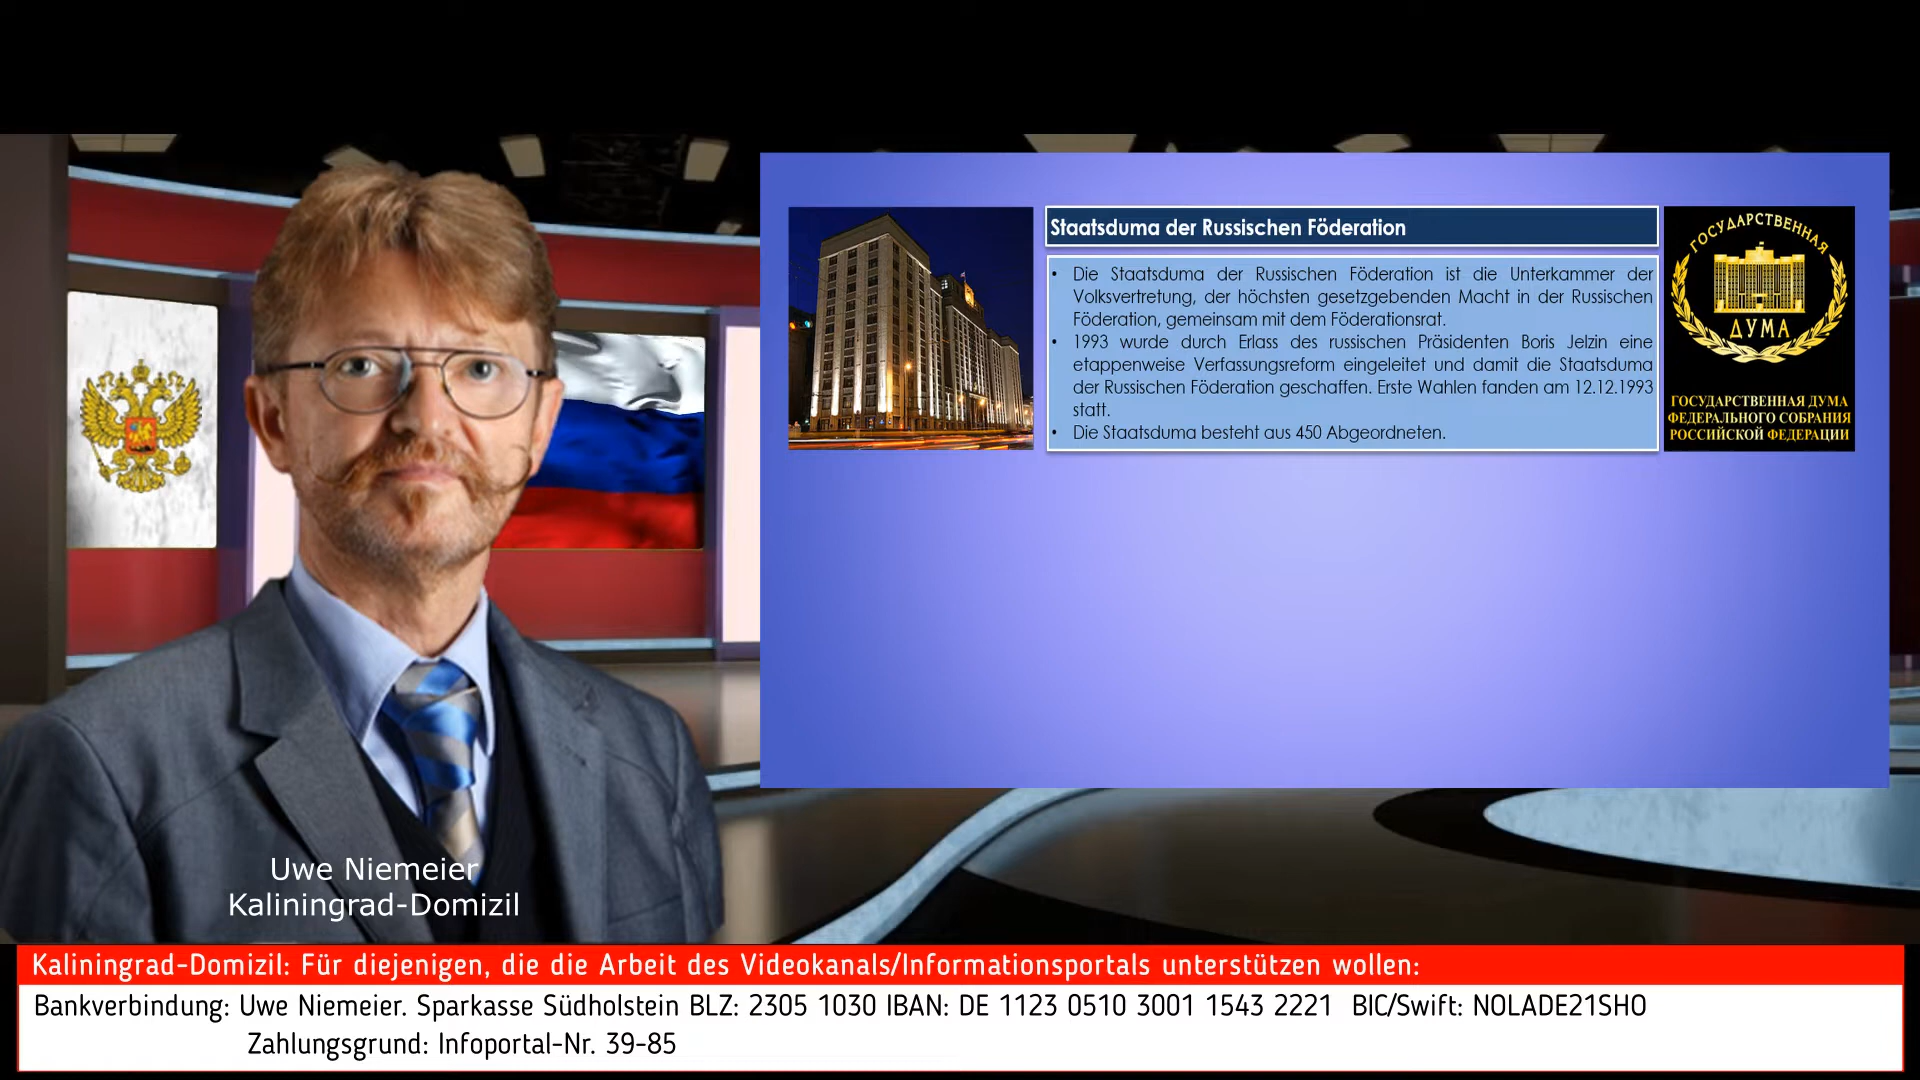 Staatsduma der Russischen Föderation
• Die Staatsduma der Russischen Föderation ist die Unterkammer der
Volksvertretung, der höchsten gesetzgebenden Macht in der Russischen
Föderation, gemeinsam mit dem Föderationsrat.
• 1993 wurde durch Erlass des russischen Präsidenten Boris Jelzin eine
etappenweise Verfassungsreform eingeleitet und damit die Staatsduma
der Russischen Föderation geschaffen. Erste Wahlen fanden am 12.12.1993
statt.
• Die Staatsduma besteht aus 450 Abgeordneten.
ГОСУДАРСТВЕННАЯ
ДУМА
ГОСУДАРСТВЕННАЯ ДУМА
ФЕДЕРАЛЬНОГО СОБРАНИЯ
РОССИЙСКОЙ ФЕДЕРАЦИИ
Uwe Niemeier
Kaliningrad-Domizil
Kaliningrad-Domizil: Für diejenigen, die die Arbeit des Videokanals/Informationsportals unterstützen wollen:
Bankverbindung: Uwe Niemeier. Sparkasse Südholstein BLZ: 2305 1030 IBAN: DE 1123 0510 3001 1543 2221 BIC/Swift: NOLADE21SHO
Zahlungsgrund: Infoportal-Nr. 39-85